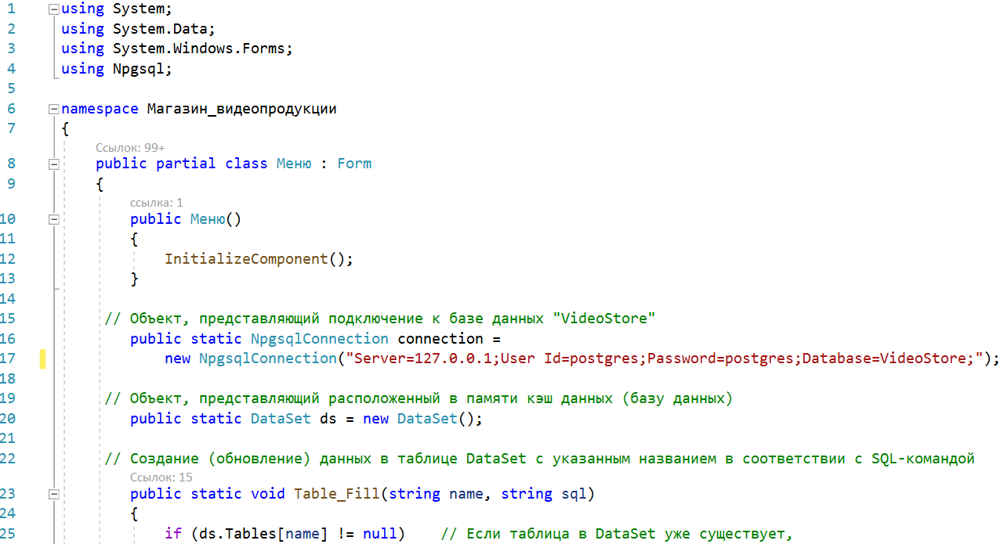 1 using System;
2 using System.Data;
3 using System.Windows.Forms;
4 using Npgsql;
5
6 namespace Магазин_видеопродукции
7 {
Ссылок: 99+
8 public partial class Меню : Form
9 {
ссылка: 1
10 public Меню()
11 {
12 InitializeComponent();
13 }
14
15 // Объект, представляющий подключение к базе данных "VideoStore"
16 public static NpgsqlConnection connection =
17 new NpgsqlConnection("Server=127.0.0.1;User Id=postgres;Password=postgres;Database=VideoStore;");
18
19 // Объект, представляющий расположенный в памяти кэш данных (базу данных)
20 public static DataSet ds = new DataSet();
21
22 // Создание (обновление) данных в таблице DataSet с указанным названием в соответствии с SQL-командой
Ссылок: 15
23 public static void Table_Fill(string name, string sql)
24 {
25 if (ds.Tables[name] != null) // Если таблица в DataSet уже существует,